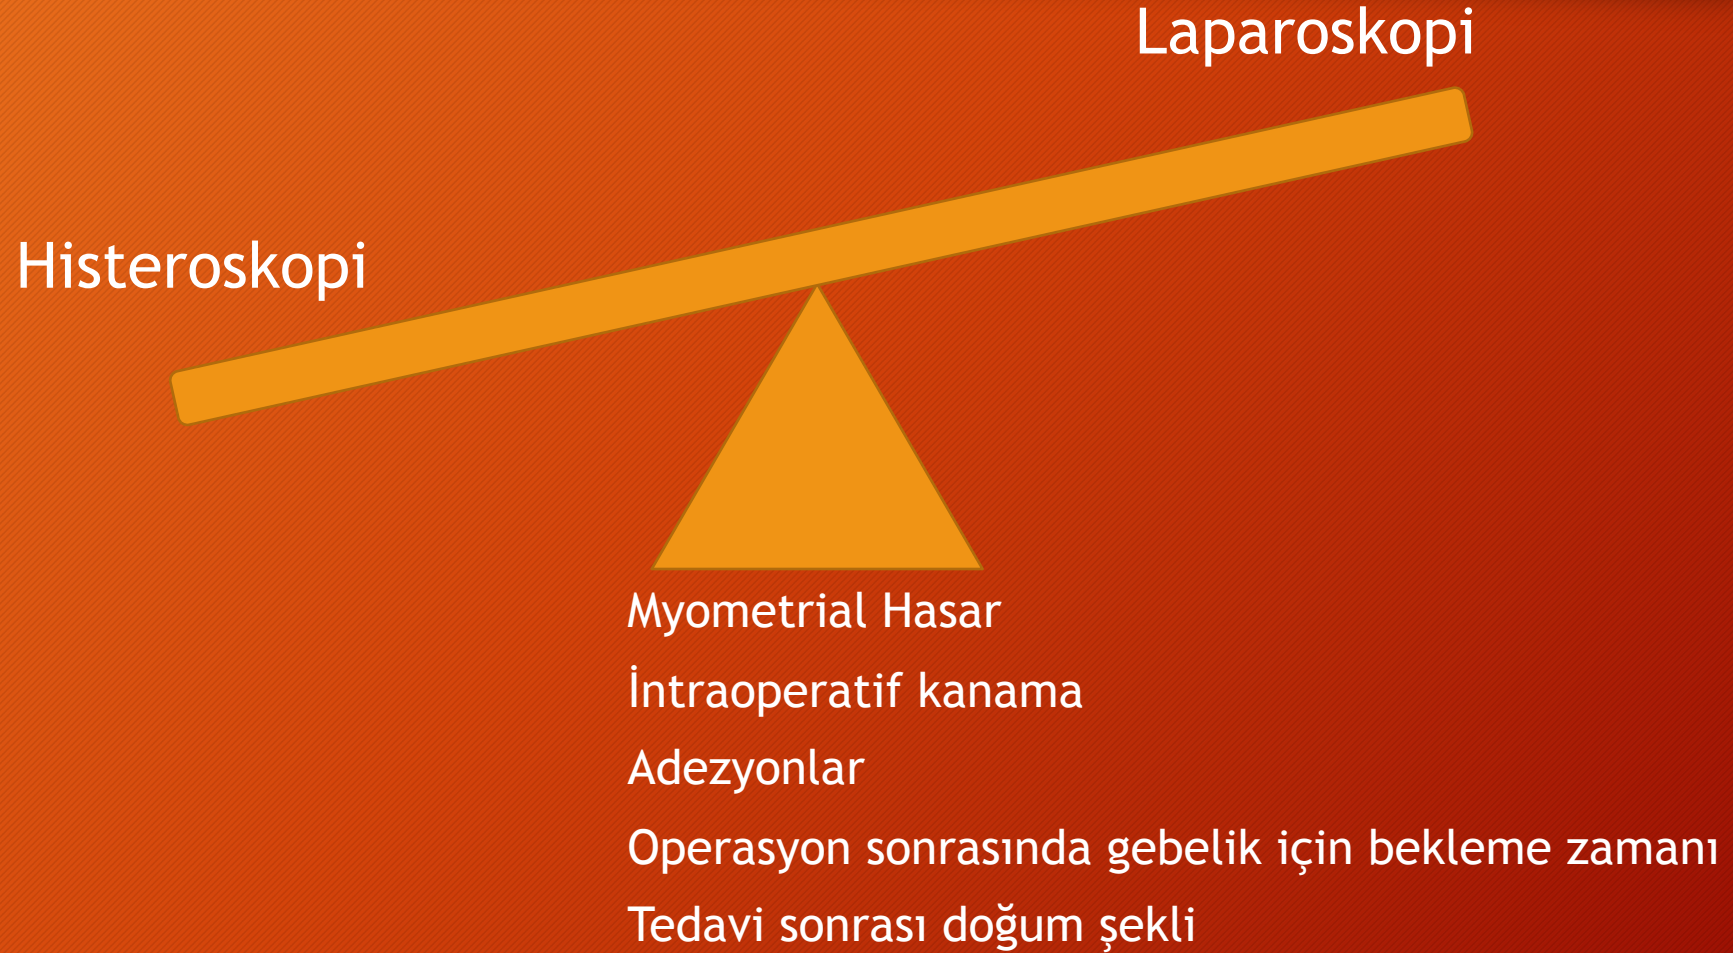 Laparoskopi
Histeroskopi
Myometrial Hasar
İntraoperatif kanama
Adezyonlar
Operasyon sonrasında gebelik için bekleme zamanı
Tedavi sonrası doğum şekli